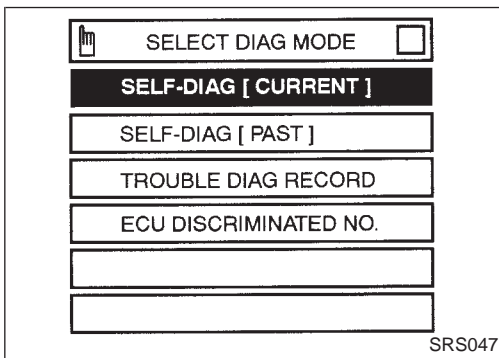 SELECT DIAG MODE
SELF-DIAG [ CURRENT ]
SELF-DIAG [ PAST ]
TROUBLE DIAG RECORD
ECU DISCRIMINATED NO.
SRS047